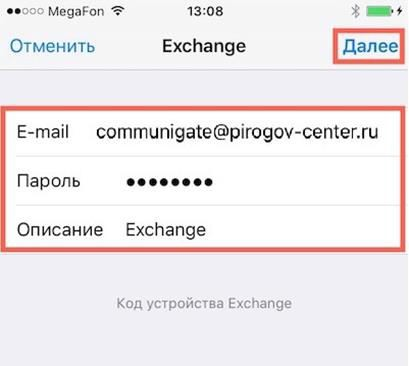 MegaFon 13:08
Отменить Exchange Далее
E-mail communigate@pirogov-center.ru
Пароль ••••••••
Описание Exchange
Код устройства Exchange